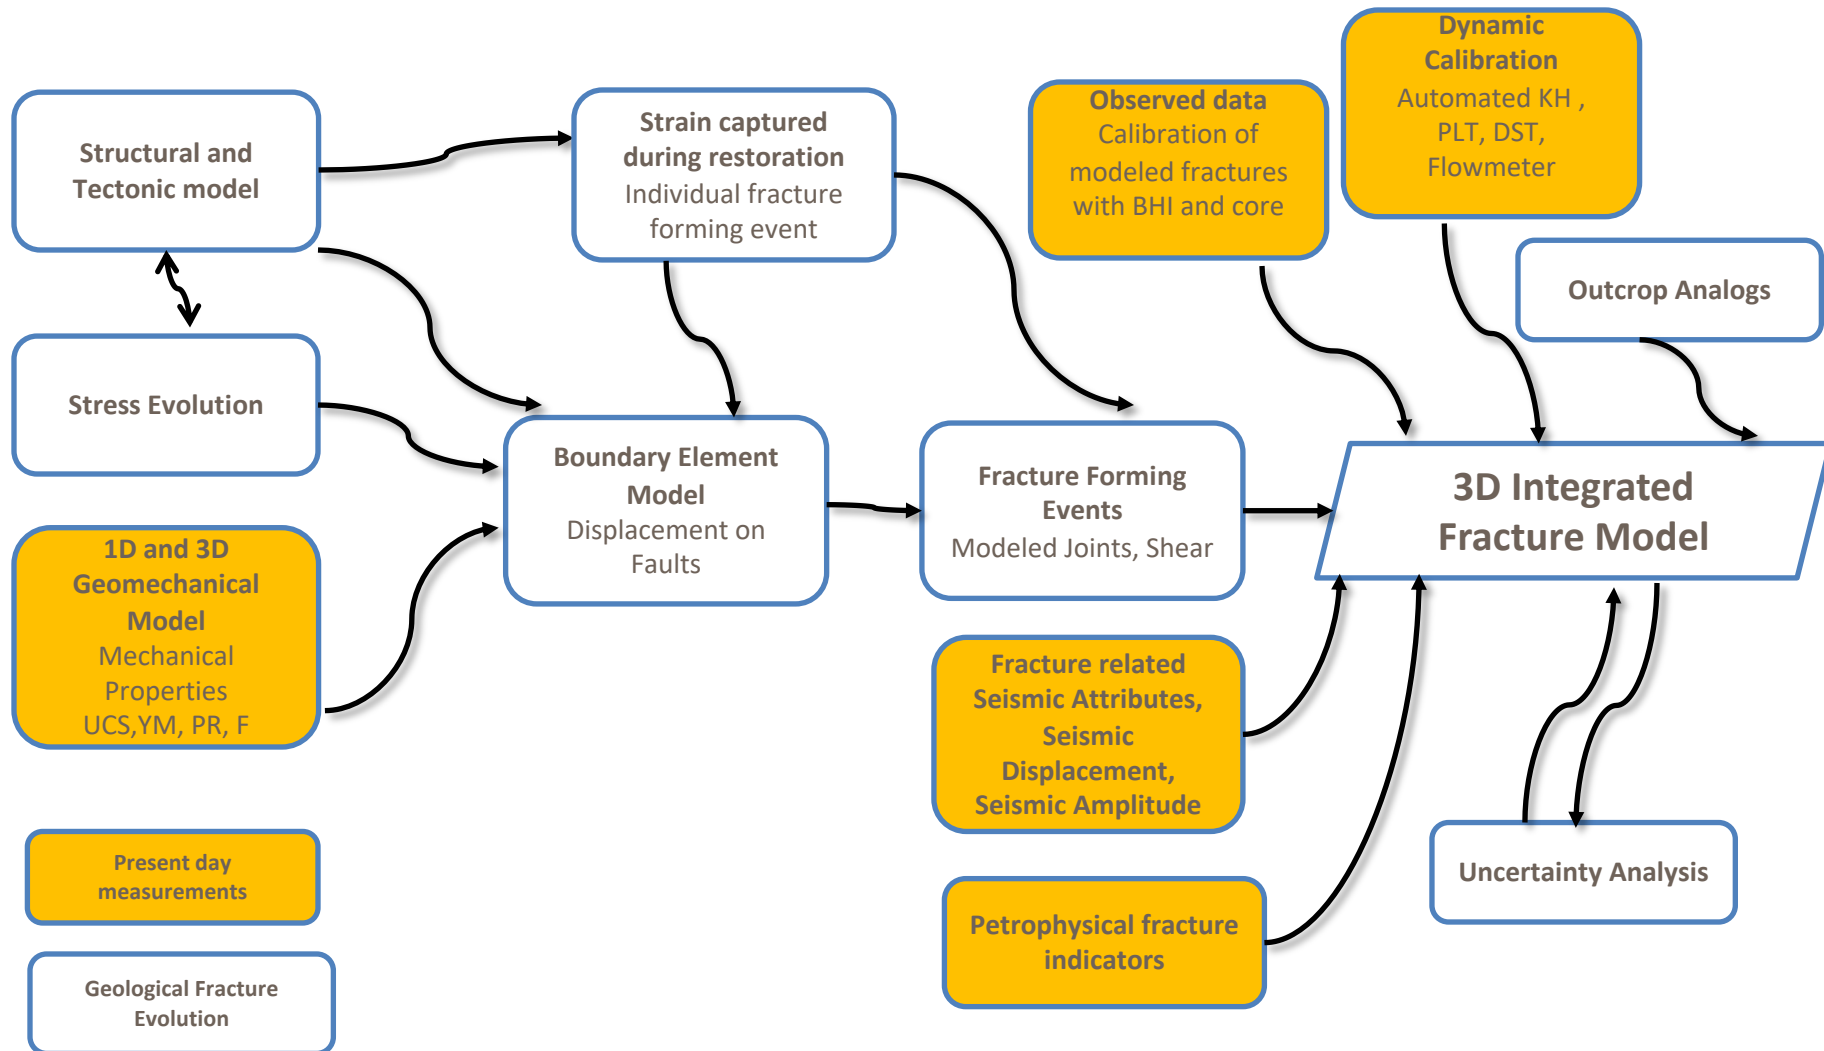 Structural and
Tectonic model
Strain captured
during restoration
Individual fracture
forming event
Observed data
Calibration of
modeled fractures
with BHI and core
Dynamic
Calibration
Automated KH ,
PLT, DST,
Flowmeter
Outcrop Analogs
Stress Evolution
Boundary Element
Model
Displacement on
Faults
Fracture Forming
Events
Modeled Joints, Shear
3D Integrated
Fracture Model
1D and 3D
Geomechanical
Model
Mechanical
Properties
UCS,YM, PR, F
Fracture related
Seismic Attributes,
Seismic
Displacement,
Seismic Amplitude
Uncertainty Analysis
Petrophysical fracture
indicators
Present day
measurements
Geological Fracture
Evolution